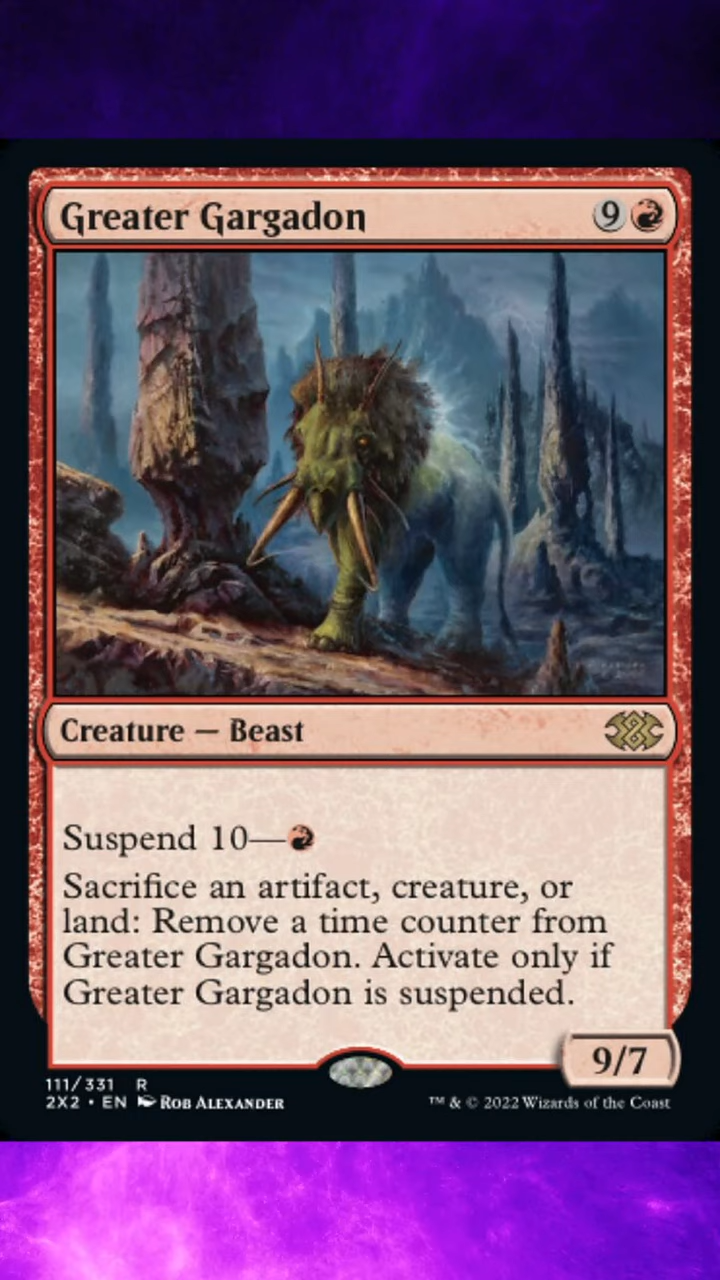 Greater Gargadon 9
Creature — Beast
Suspend 10—
Sacrifice an artifact, creature, or
land: Remove a time counter from
Greater Gargadon. Activate only if
Greater Gargadon is suspended.
9/7
111/331 R
2X2 • EN Rob Alexander
™ & © 2022 Wizards of the Coast